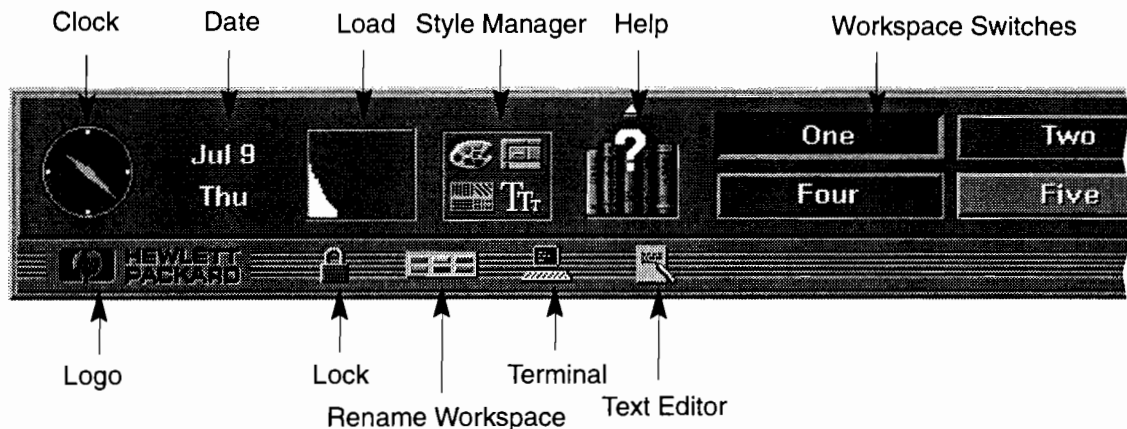 Clock Date Load Style Manager Help Workspace Switches
One Two
Jul 9
Thu
Four Five
HEWLETT
PACKARD
Logo Lock Terminal
Rename Workspace Text Editor